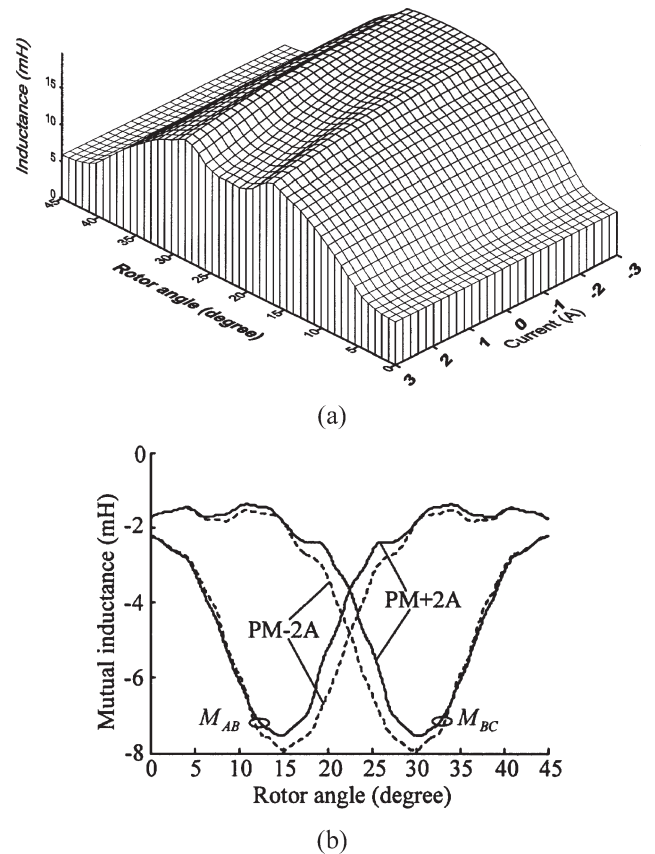 Inductance (mH)
15
10
5
0
45
40
35
30
25
20
15
10
5
0
Rotor angle (degree)
3
2
1
0
-1
-2
-3
Current (A)
(a)
Mutual inductance (mH)
0
-2
-4
-6
-8
PM-2A
PM+2A
M_AB
M_BC
0 5 10 15 20 25 30 35 40 45
Rotor angle (degree)
(b)